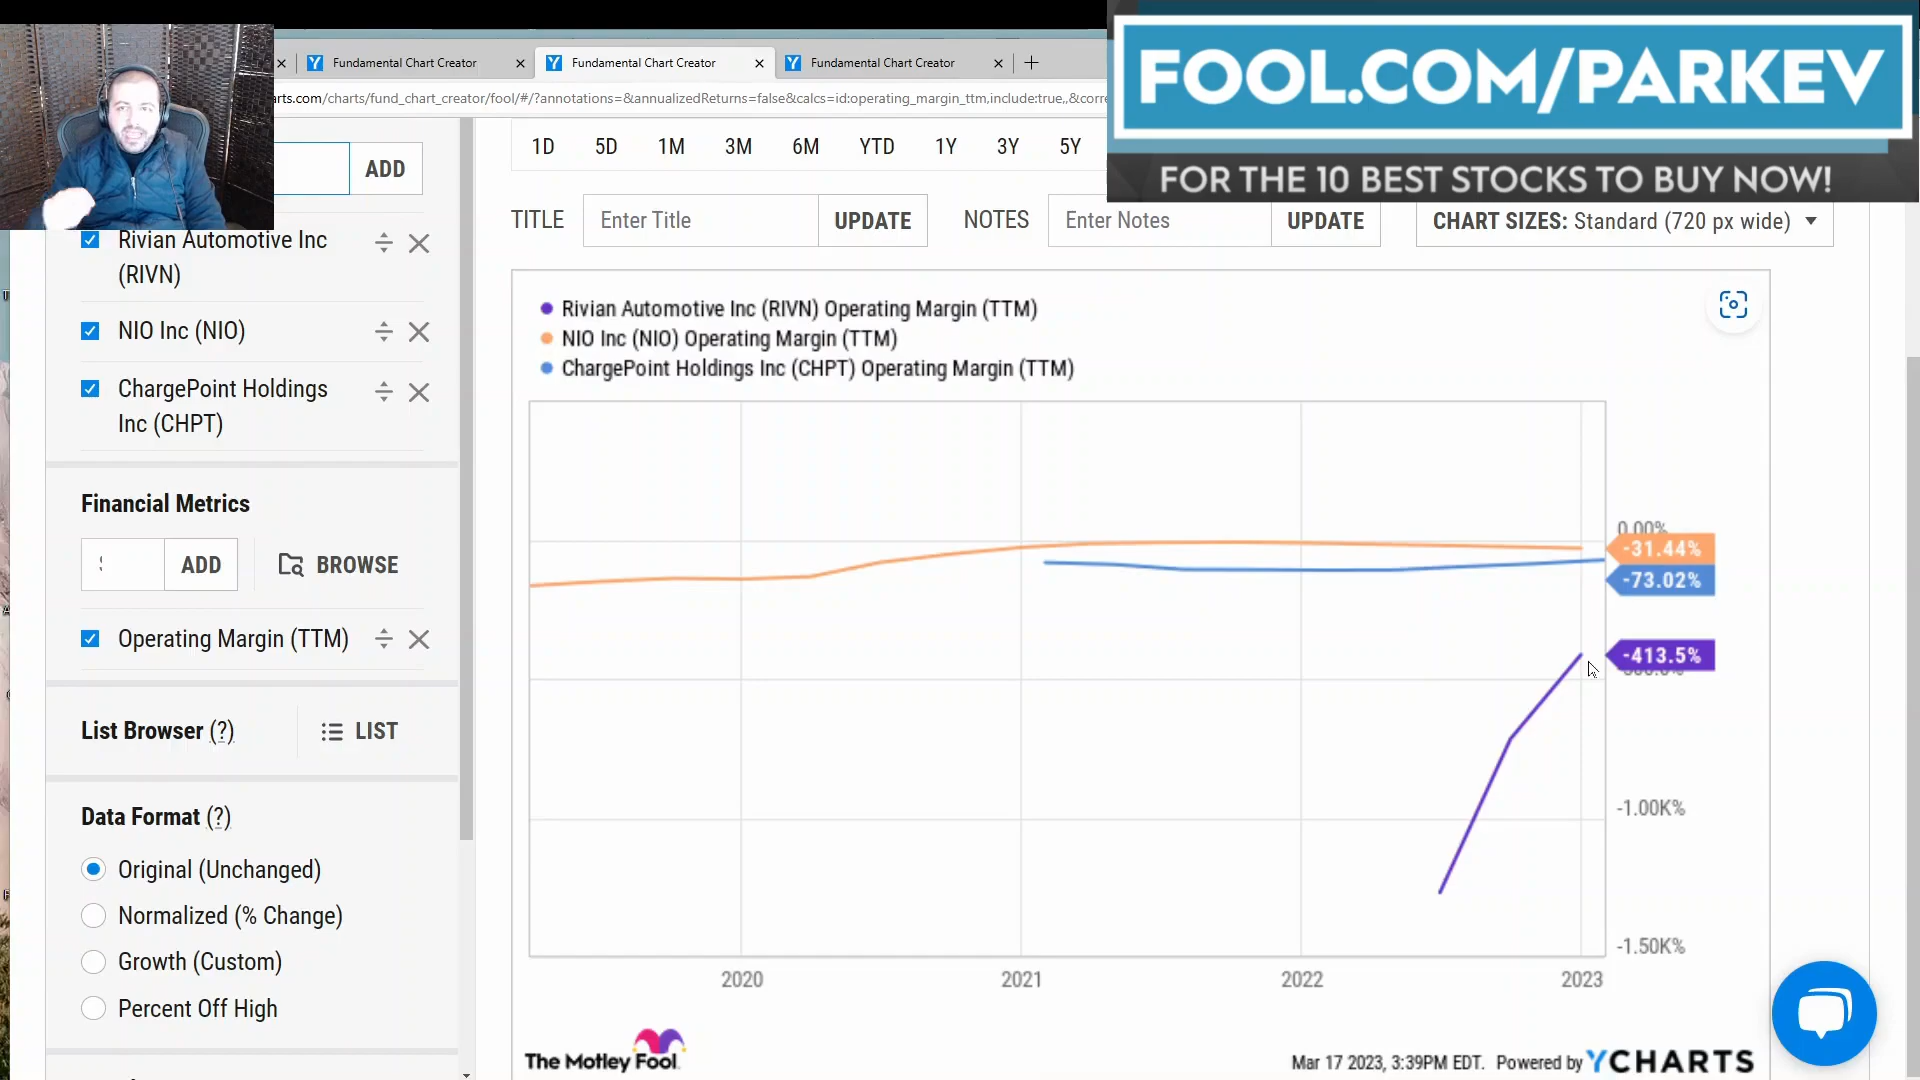 FOOL.COM/PARKEV
FOR THE 10 BEST STOCKS TO BUY NOW!
Fundamental Chart Creator
Fundamental Chart Creator
Fundamental Chart Creator
arts.com/charts/fund_chart_creator/fool/#/?annotations=&annualizedReturns=false&calcs=id:operating_margin_ttm,include:true,,&corre
ADD
1D 5D 1M 3M 6M YTD 1Y 3Y 5Y
TITLE Enter Title UPDATE NOTES Enter Notes UPDATE CHART SIZES: Standard (720 px wide)
Rivian Automotive Inc
(RIVN)
NIO Inc (NIO)
ChargePoint Holdings
Inc (CHPT)
Financial Metrics
ADD BROWSE
Operating Margin (TTM)
List Browser (?) LIST
Data Format (?)
Original (Unchanged)
Normalized (% Change)
Growth (Custom)
Percent Off High
Rivian Automotive Inc (RIVN) Operating Margin (TTM)
NIO Inc (NIO) Operating Margin (TTM)
ChargePoint Holdings Inc (CHPT) Operating Margin (TTM)
0.00%
-31.44%
-73.02%
-413.5%
-1.00K%
-1.50K%
2020 2021 2022 2023
The Motley Fool
Mar 17 2023, 3:39PM EDT. Powered by YCHARTS